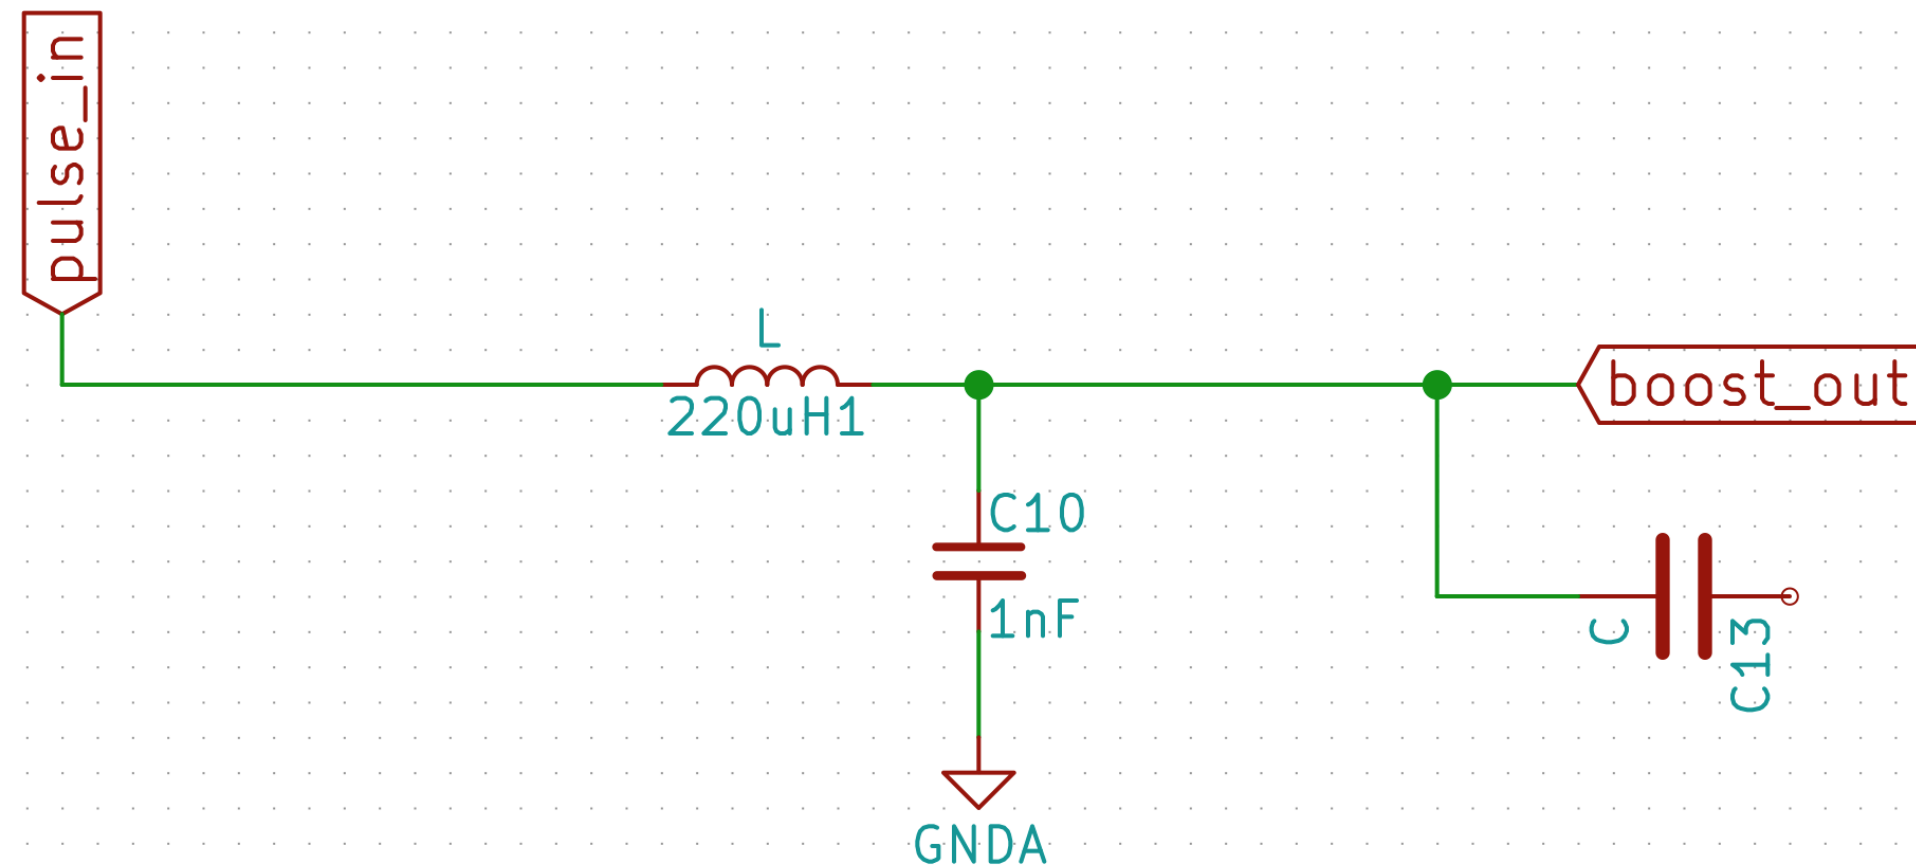 pulse_in
L
220uH1
boost_out
C10
1nF
C
C13
GNDA